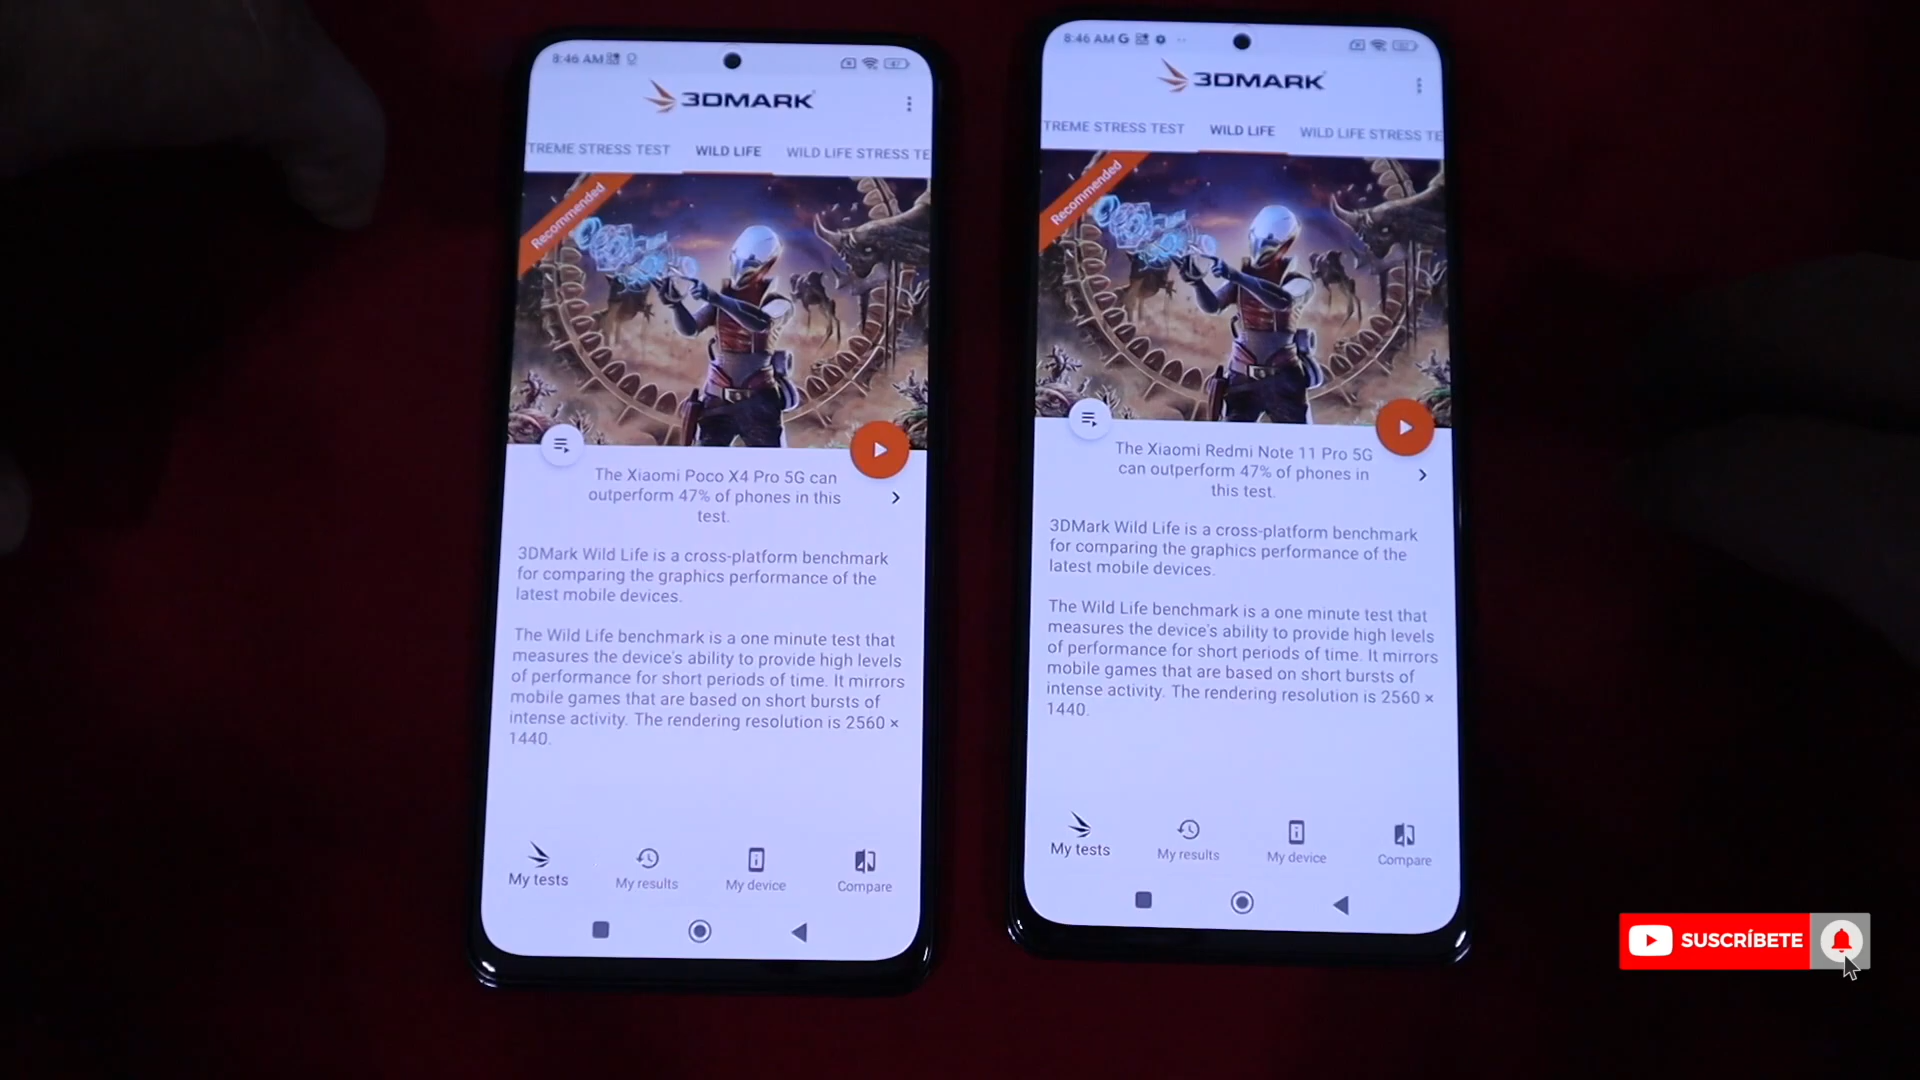 8:46 AM
3DMARK
TREME STRESS TEST WILD LIFE WILD LIFE STRESS TE
Recommended
The Xiaomi Poco X4 Pro 5G can
outperform 47% of phones in this
test.
3DMark Wild Life is a cross-platform benchmark
for comparing the graphics performance of the
latest mobile devices.
The Wild Life benchmark is a one minute test that
measures the device's ability to provide high levels
of performance for short periods of time. It mirrors
mobile games that are based on short bursts of
intense activity. The rendering resolution is 2560 ×
1440.
My tests My results My device Compare
8:46 AM G
3DMARK
TREME STRESS TEST WILD LIFE WILD LIFE STRESS TE
Recommended
The Xiaomi Redmi Note 11 Pro 5G
can outperform 47% of phones in
this test.
3DMark Wild Life is a cross-platform benchmark
for comparing the graphics performance of the
latest mobile devices.
The Wild Life benchmark is a one minute test that
measures the device's ability to provide high levels
of performance for short periods of time. It mirrors
mobile games that are based on short bursts of
intense activity. The rendering resolution is 2560 ×
1440.
My tests My results My device Compare
SUSCRÍBETE